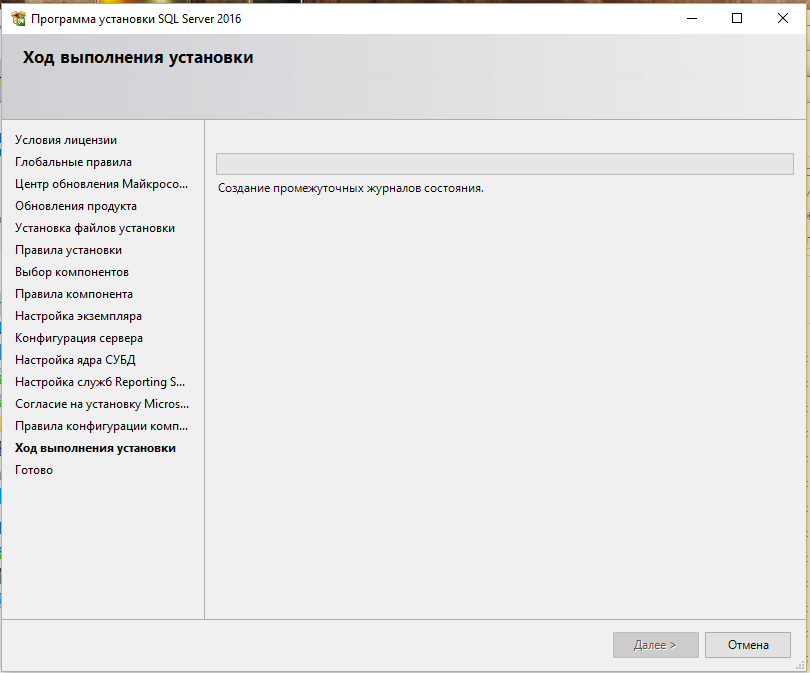 Программа установки SQL Server 2016
Ход выполнения установки
Условия лицензии
Глобальные правила
Центр обновления Майкросо...
Обновления продукта
Установка файлов установки
Правила установки
Выбор компонентов
Правила компонента
Настройка экземпляра
Конфигурация сервера
Настройка ядра СУБД
Настройка служб Reporting S...
Согласие на установку Micros...
Правила конфигурации комп...
Ход выполнения установки
Готово
Создание промежуточных журналов состояния.
Далее >
Отмена